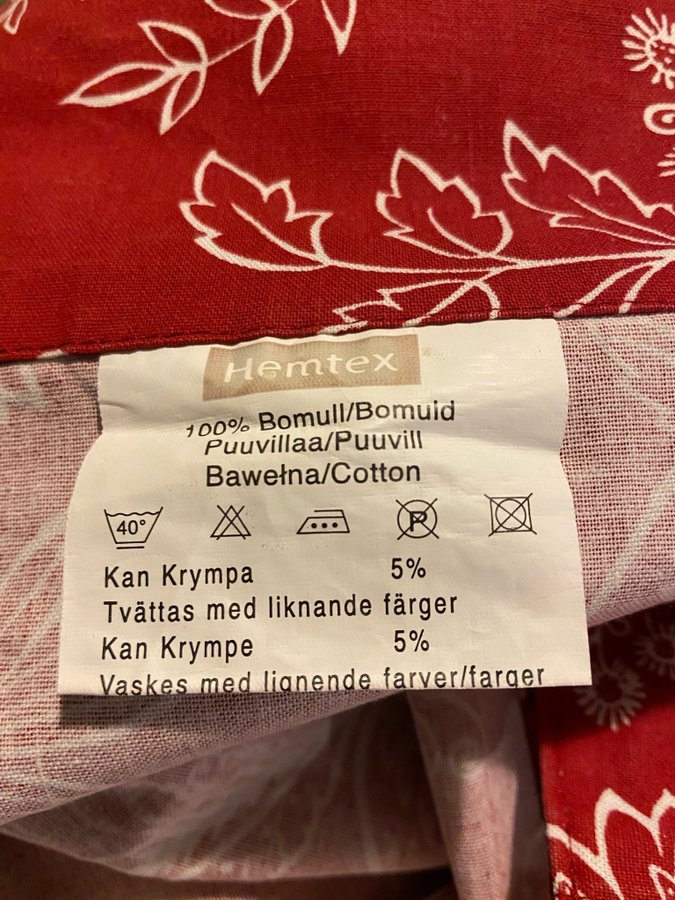 Hemtex
100% Bomull/Bomuld
Puuvillaa/Puuvill
Bawełna/Cotton
40° P
Kan Krympa 5%
Tvättas med liknande färger
Kan Krympe 5%
Vaskes med lignende farver/farger